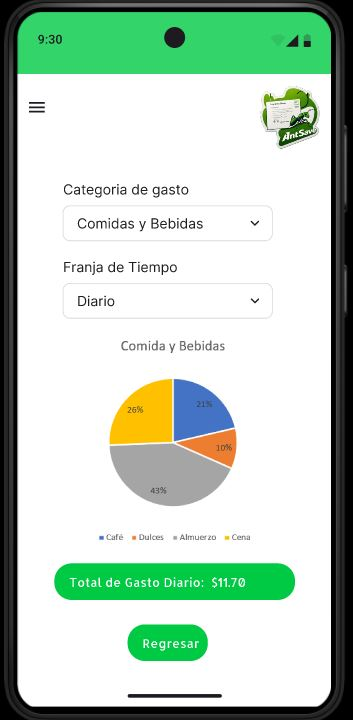 9:30
AntSave
Categoria de gasto
Comidas y Bebidas
Franja de Tiempo
Diario
Comida y Bebidas
26% 21%
10%
43%
Café Dulces Almuerzo Cena
Total de Gasto Diario: $11.70
Regresar